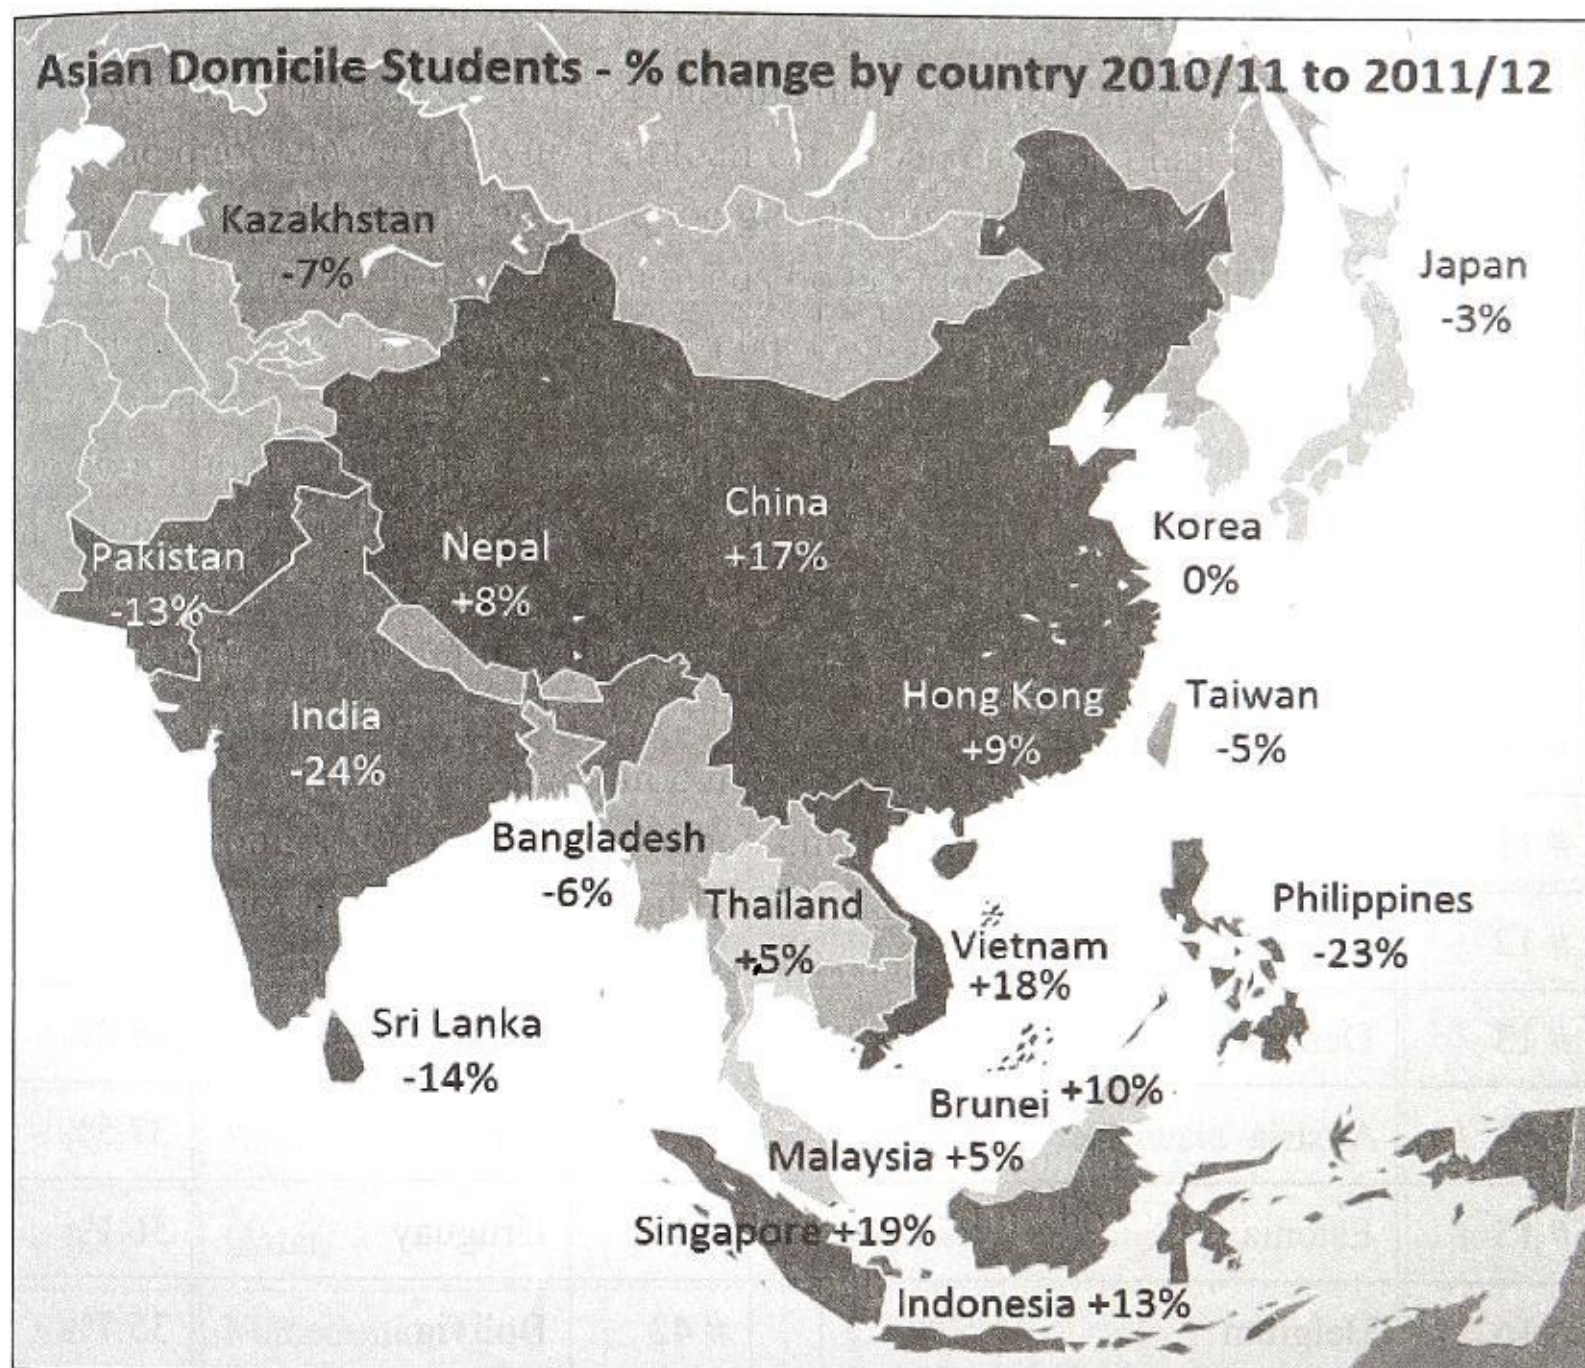 Asian Domicile Students - % change by country 2010/11 to 2011/12
Kazakhstan
-7%
Japan
-3%
China
+17%
Korea
0%
Nepal
+8%
Pakistan
-13%
Hong Kong
+9%
Taiwan
-5%
India
-24%
Bangladesh
-6%
Thailand
+5%
Vietnam
+18%
Philippines
-23%
Sri Lanka
-14%
Brunei +10%
Malaysia +5%
Singapore +19%
Indonesia +13%